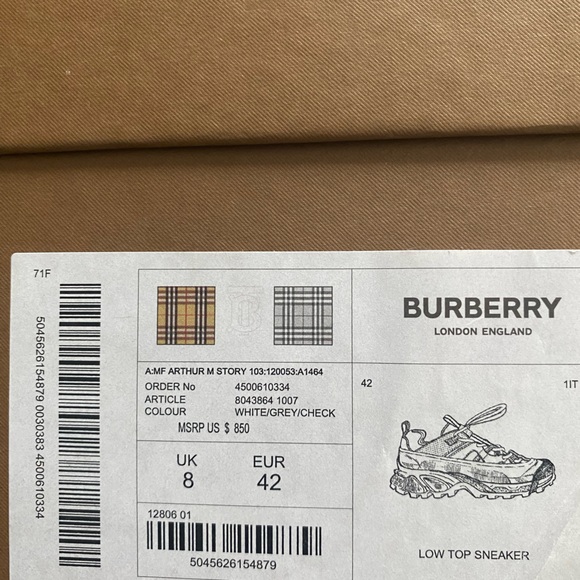 71F
5045626154879 0030383 4500610334
A:MF ARTHUR M STORY 103:120053:A1464
ORDER No 4500610334
ARTICLE 8043864 1007
COLOUR WHITE/GREY/CHECK
MSRP US $ 850
UK EUR
8 42
12806 01
5045626154879
BURBERRY
LONDON ENGLAND
42 1IT
LOW TOP SNEAKER